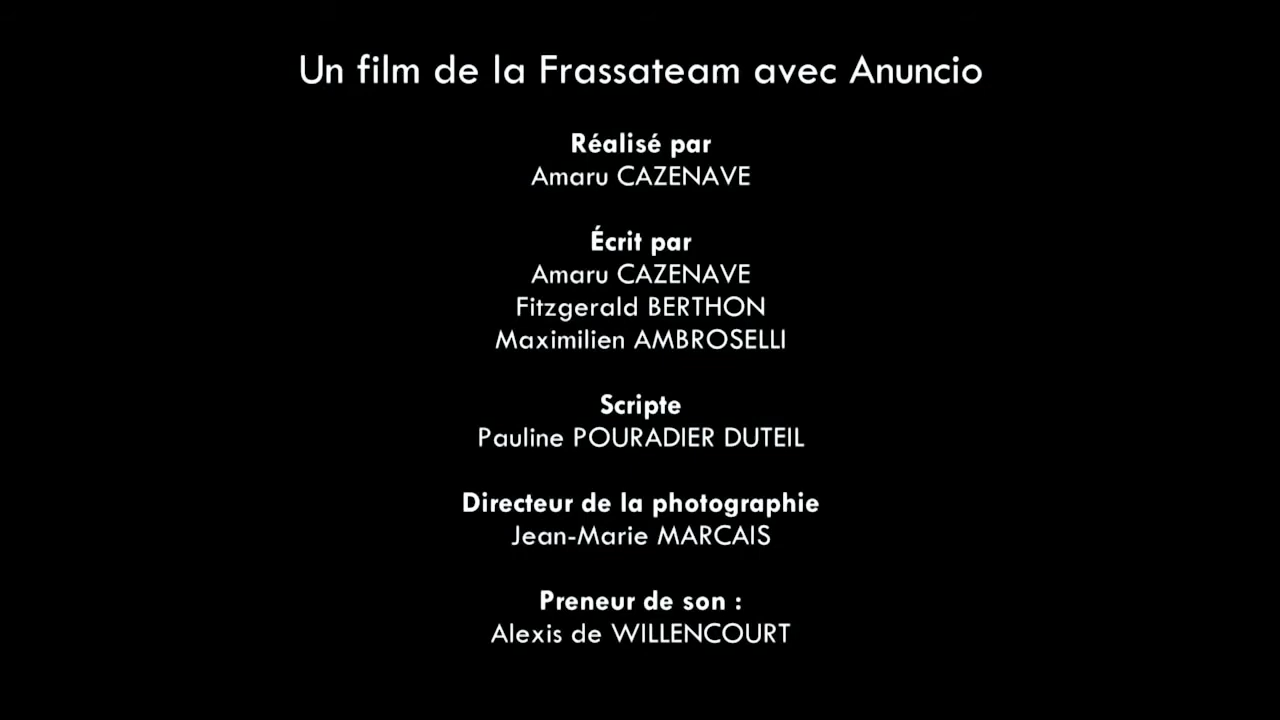 Un film de la Frassateam avec Anuncio
Réalisé par
Amaru CAZENAVE
Écrit par
Amaru CAZENAVE
Fitzgerald BERTHON
Maximilien AMBROSELLI
Scripte
Pauline POURADIER DUTEIL
Directeur de la photographie
Jean-Marie MARCAIS
Preneur de son :
Alexis de WILLENCOURT